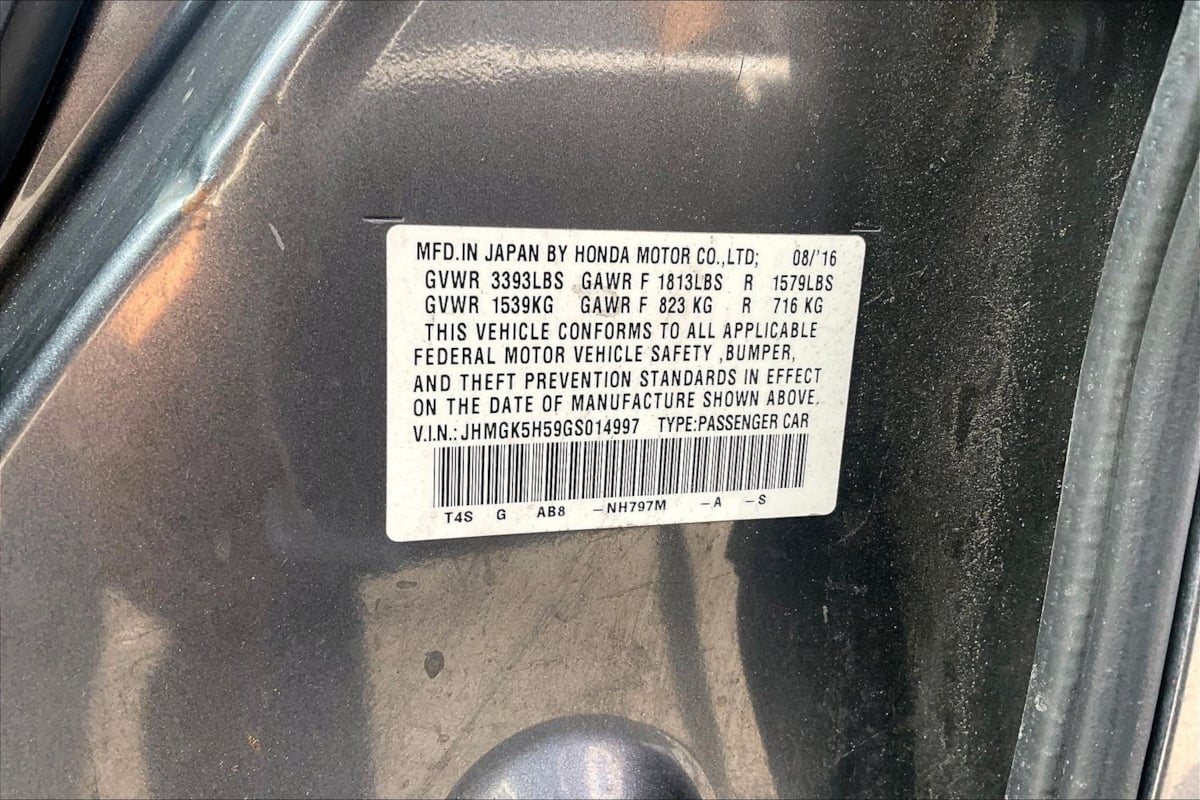 MFD.IN JAPAN BY HONDA MOTOR CO.,LTD; 08/'16
GVWR 3393LBS GAWR F 1813LBS R 1579LBS
GVWR 1539KG GAWR F 823 KG R 716 KG
THIS VEHICLE CONFORMS TO ALL APPLICABLE
FEDERAL MOTOR VEHICLE SAFETY ,BUMPER,
AND THEFT PREVENTION STANDARDS IN EFFECT
ON THE DATE OF MANUFACTURE SHOWN ABOVE.
V.I.N.: JHMGK5H59GS014997 TYPE:PASSENGER CAR
T4S G AB8 –NH797M –A –S